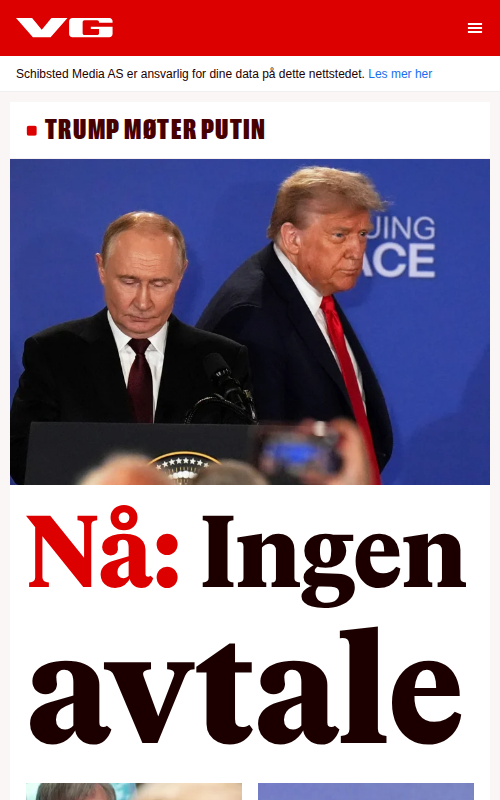 VG
Schibsted Media AS er ansvarlig for dine data på dette nettstedet. Les mer her
TRUMP MØTER PUTIN
UING
ACE
Nå: Ingen
avtale